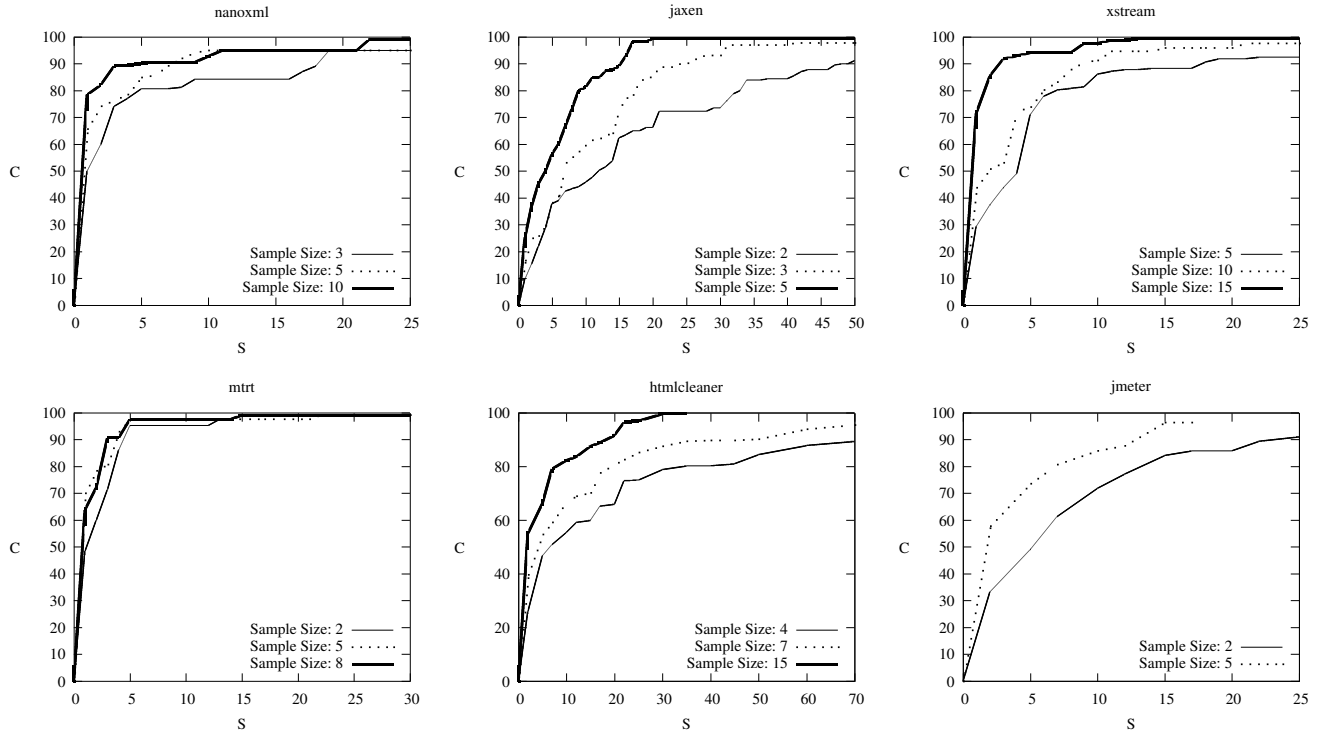 nanoxml
100
90
80
70
60
50
40
30
20
10
0
C
Sample Size: 3
Sample Size: 5
Sample Size: 10
0 5 10 15 20 25
S
jaxen
100
90
80
70
60
50
40
30
20
10
0
C
Sample Size: 2
Sample Size: 3
Sample Size: 5
0 5 10 15 20 25 30 35 40 45 50
S
xstream
100
90
80
70
60
50
40
30
20
10
0
C
Sample Size: 5
Sample Size: 10
Sample Size: 15
0 5 10 15 20 25
S
mtrt
100
90
80
70
60
50
40
30
20
10
0
C
Sample Size: 2
Sample Size: 5
Sample Size: 8
0 5 10 15 20 25 30
S
htmlcleaner
100
80
60
40
20
0
C
Sample Size: 4
Sample Size: 7
Sample Size: 15
0 10 20 30 40 50 60 70
S
jmeter
100
90
80
70
60
50
40
30
20
10
0
C
Sample Size: 2
Sample Size: 5
0 5 10 15 20 25
S